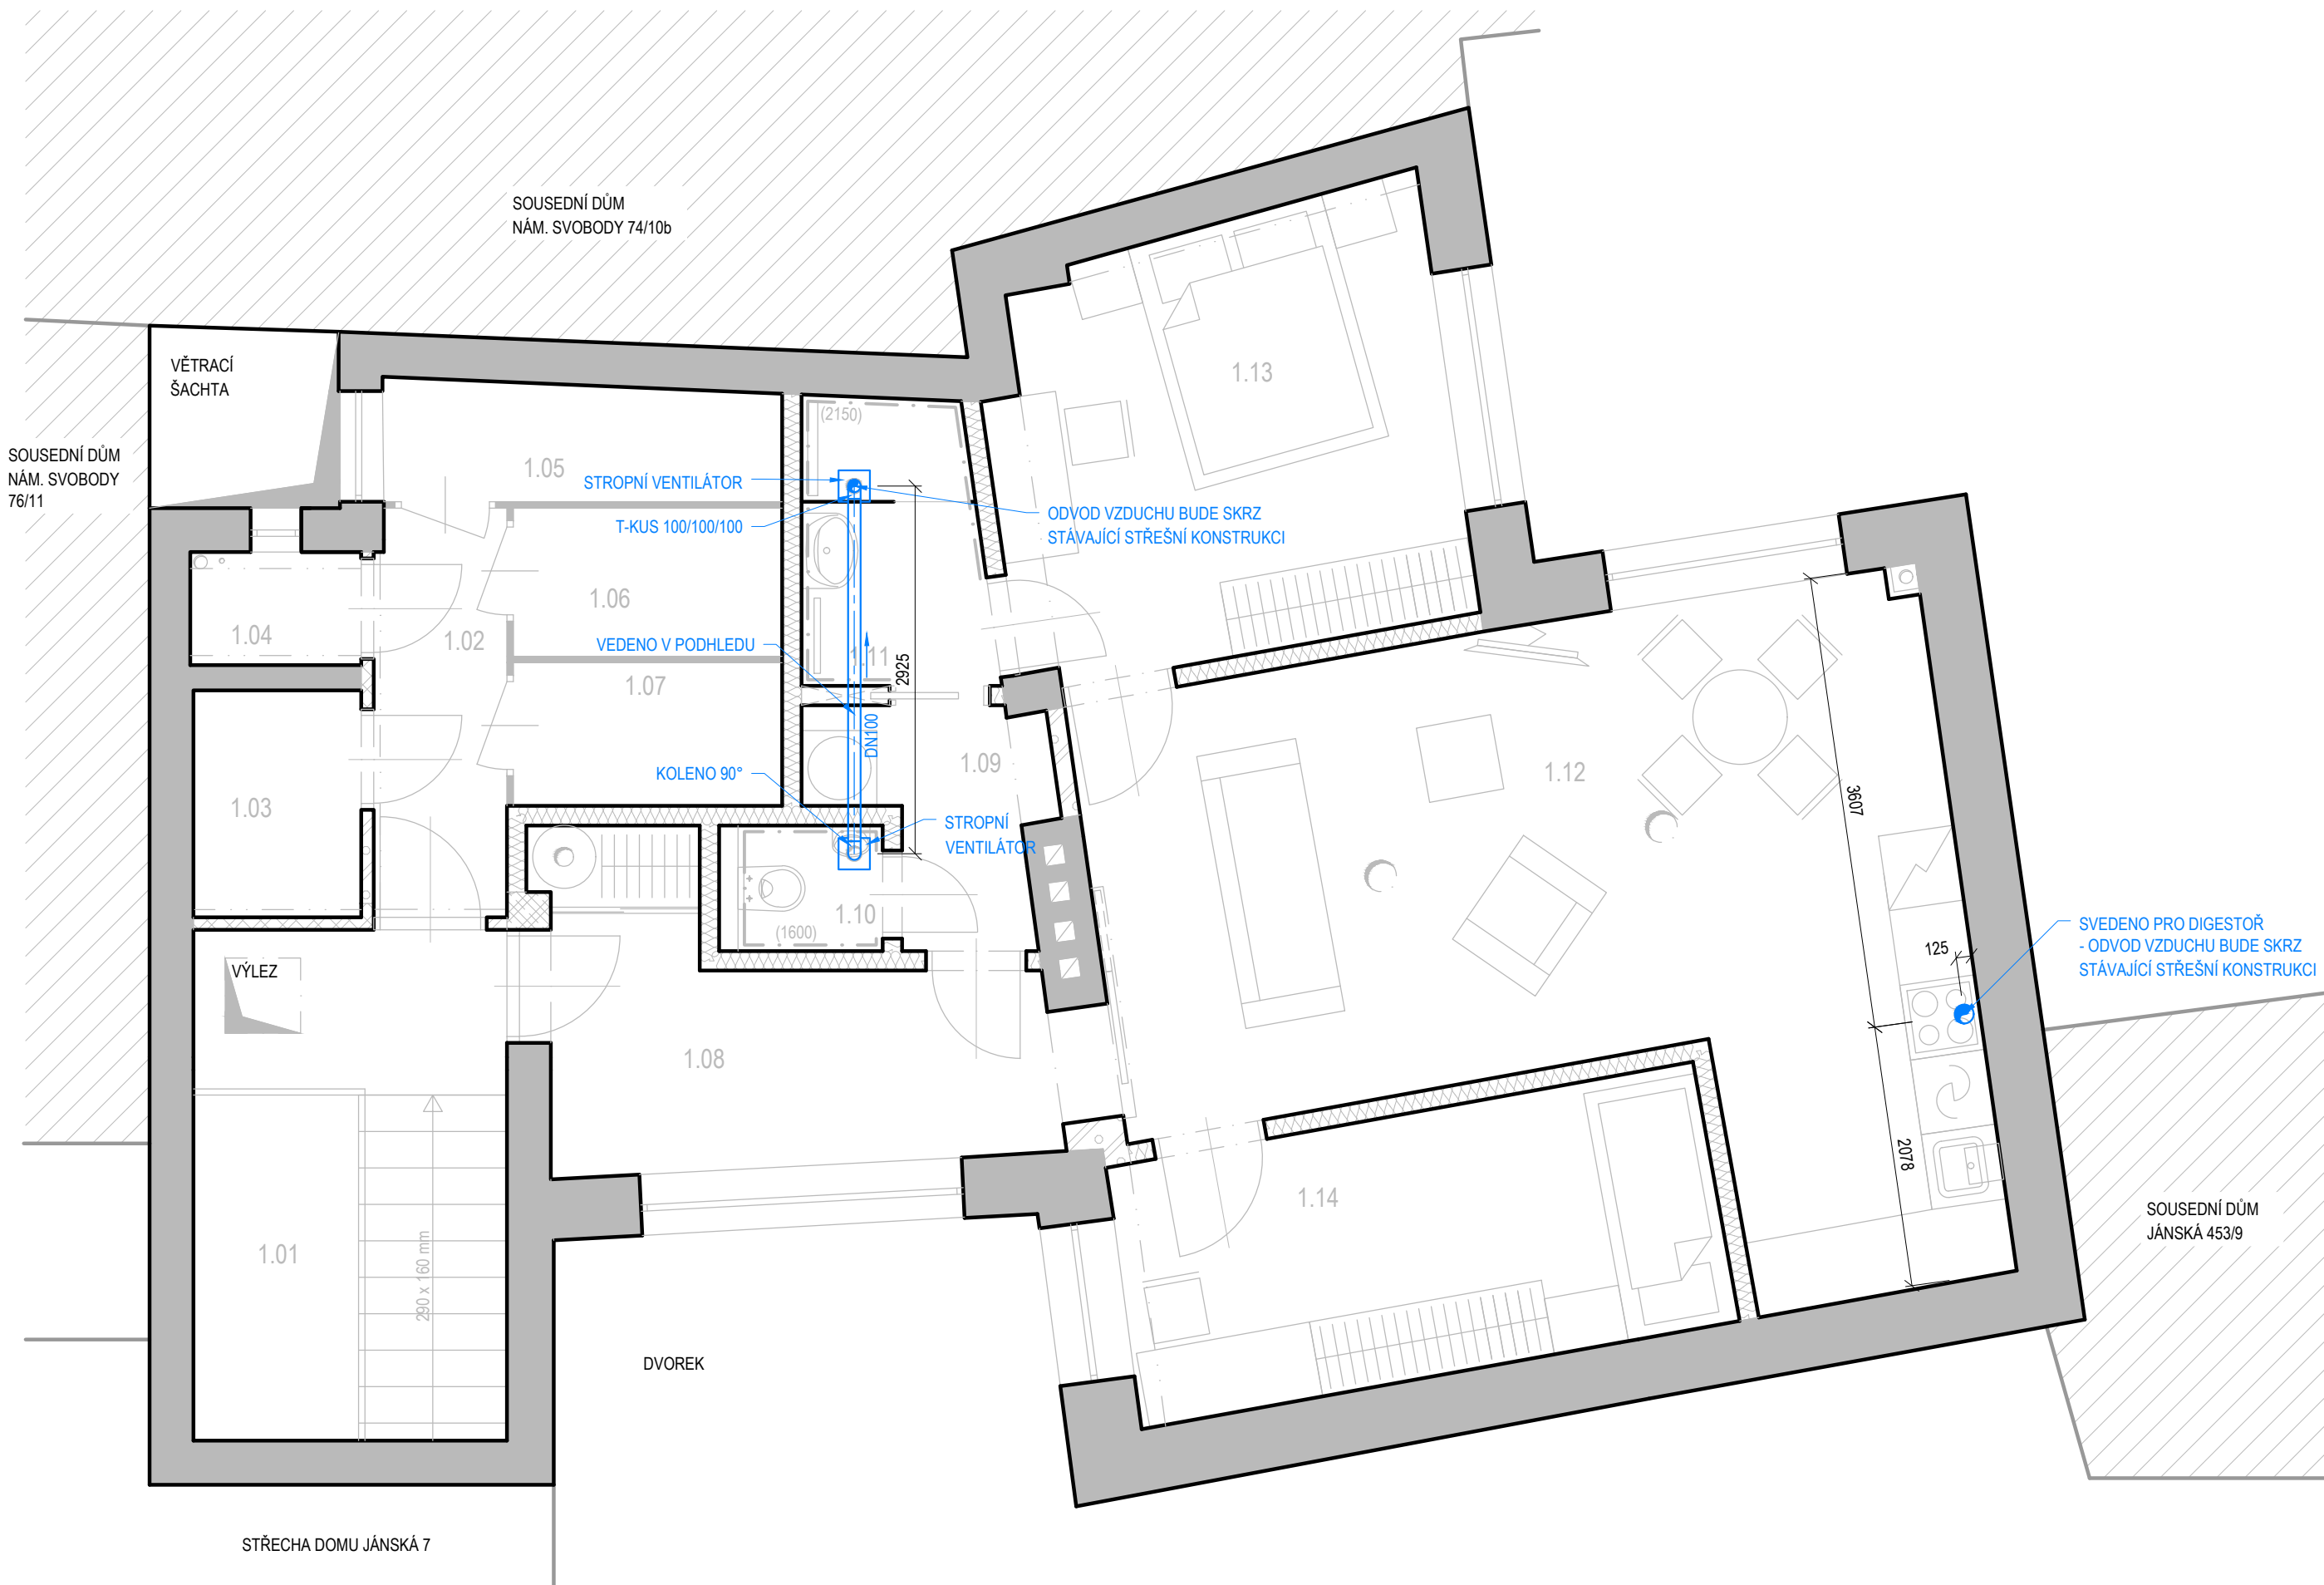 SOUSEDNÍ DŮM
NÁM. SVOBODY 74/10b
VĚTRACÍ
ŠACHTA
SOUSEDNÍ DŮM
NÁM. SVOBODY
76/11
1.13
(2150)
1.05
STROPNÍ VENTILÁTOR
T-KUS 100/100/100
ODVOD VZDUCHU BUDE SKRZ
STÁVAJÍCÍ STŘEŠNÍ KONSTRUKCI
1.06
1.04
1.02
VEDENO V PODHLEDU
1.11
2925
1.07
DN100
KOLENO 90°
1.09
1.12
3607
1.03
STROPNÍ
VENTILÁTOR
1.10
(1600)
SVEDENO PRO DIGESTOŘ
- ODVOD VZDUCHU BUDE SKRZ
STÁVAJÍCÍ STŘEŠNÍ KONSTRUKCI
125
VÝLEZ
1.08
2078
1.14
SOUSEDNÍ DŮM
JÁNSKÁ 453/9
1.01
290 x 160 mm
DVOREK
STŘECHA DOMU JÁNSKÁ 7